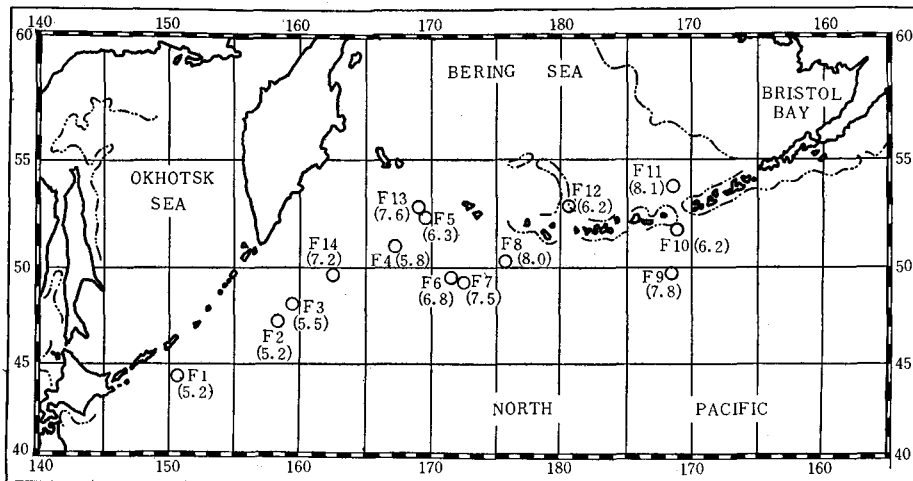 140 150 160 170 180 170 160
60 60
BERING SEA
BRISTOL
BAY
55 55
OKHOTSK
SEA
F11
(8.1)
F12
(6.2)
F13
(7.6)
F5
(6.3)
F14
(7.2)
F4(5.8)
F8
(8.0)
F10(6.2)
50 50
F6
(6.8)
F7
(7.5)
F9
(7.8)
F3
(5.5)
F2
(5.2)
45 45
F1
(5.2)
NORTH PACIFIC
40 40
140 150 160 170 180 170 160